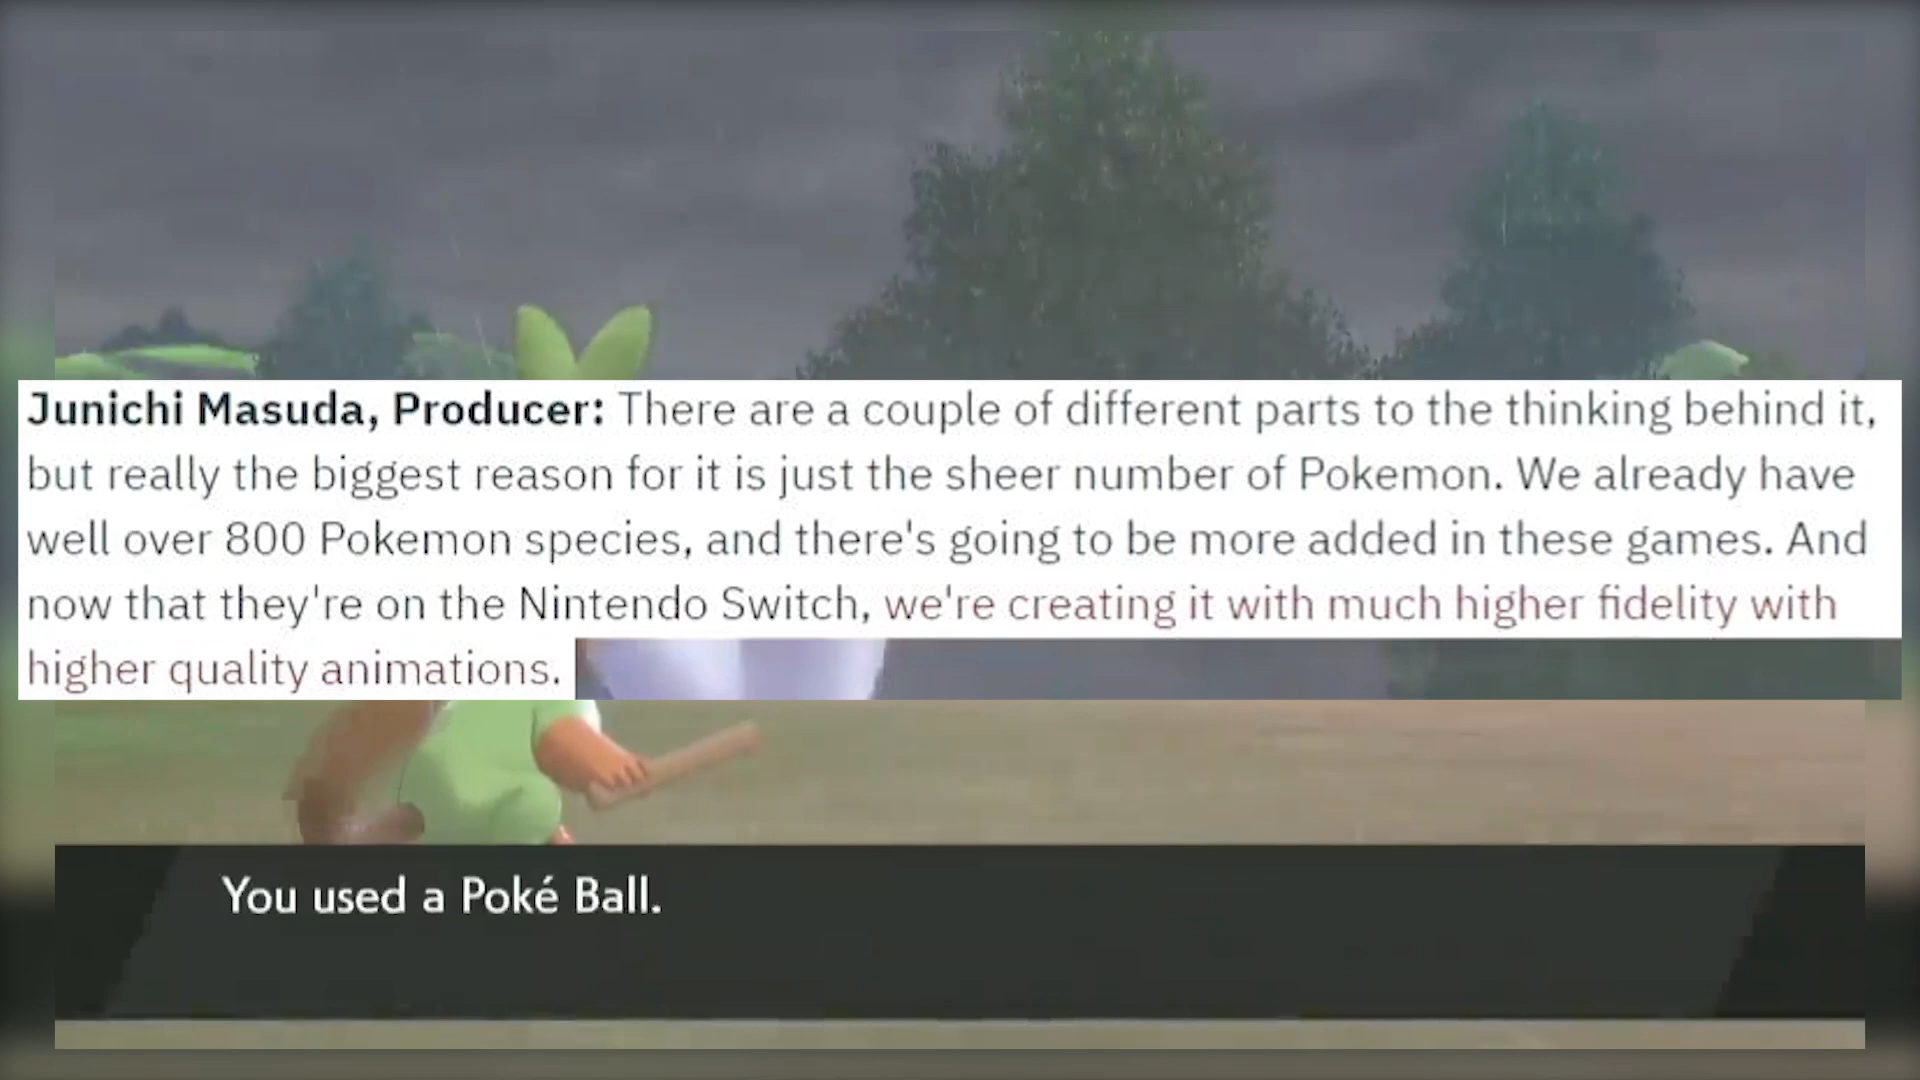 Junichi Masuda, Producer: There are a couple of different parts to the thinking behind it,
but really the biggest reason for it is just the sheer number of Pokemon. We already have
well over 800 Pokemon species, and there's going to be more added in these games. And
now that they're on the Nintendo Switch, we're creating it with much higher fidelity with
higher quality animations.
You used a Poké Ball.